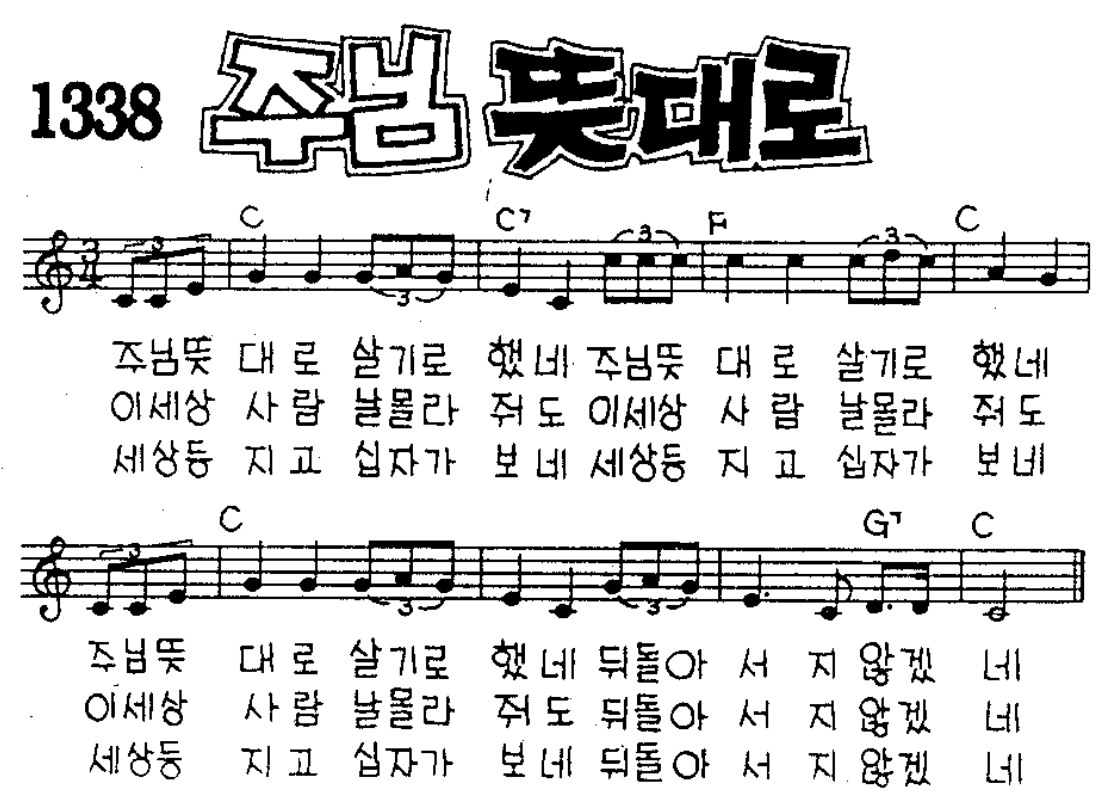 1338 주님 뜻대로
C C7 F C
3 3 3 3
3/4
주님뜻 대 로 살기로 했 네 주님뜻 대 로 살기로 했네
이세상 사 람 날몰라 줘 도 이세상 사 람 날몰라 줘 도
세상등 지 고 십자가 보 네 세상등 지 고 십자가 보네
C G7 C
3 3 3
주님뜻 대 로 살기로 했 네 뒤돌아 서 지 않겠 네
이세상 사 람 날몰라 줘 도 뒤돌아 서 지 않겠 네
세상등 지 고 십자가 보 네 뒤돌아 서 지 않겠 네